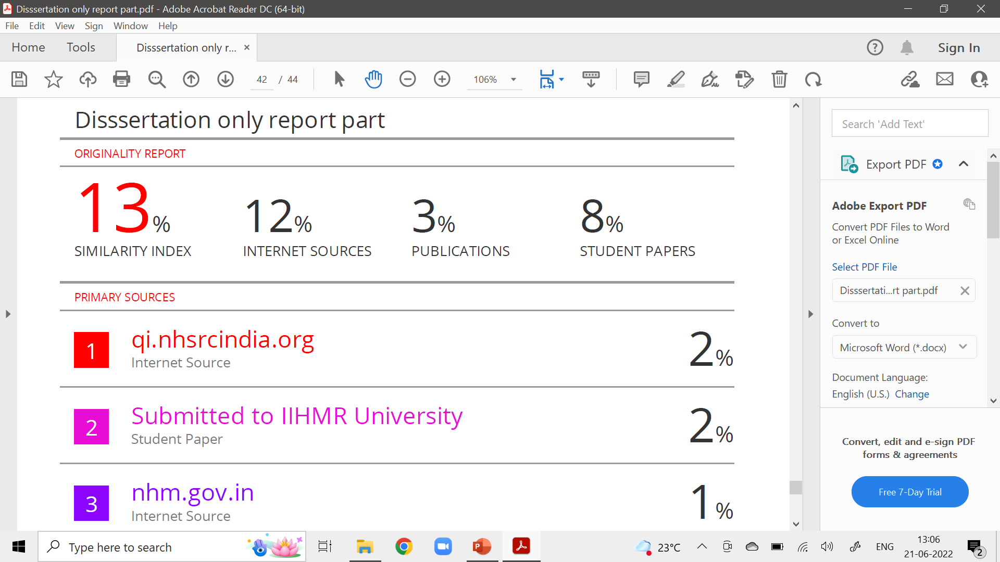 Disssertation only report part.pdf - Adobe Acrobat Reader DC (64-bit)
File Edit View Sign Window Help
Home Tools Disssertation only r... × Sign In
42 / 44 106%
Disssertation only report part
ORIGINALITY REPORT
13% 12% 3% 8%
SIMILARITY INDEX INTERNET SOURCES PUBLICATIONS STUDENT PAPERS
PRIMARY SOURCES
1 qi.nhsrcindia.org 2%
Internet Source
2 Submitted to IIHMR University 2%
Student Paper
3 nhm.gov.in 1%
Internet Source
Search 'Add Text'
Export PDF
Adobe Export PDF
Convert PDF Files to Word
or Excel Online
Select PDF File
Disssertati...rt part.pdf
Convert to
Microsoft Word (*.docx)
Document Language:
English (U.S.) Change
Convert, edit and e-sign PDF
forms & agreements
Free 7-Day Trial
Type here to search
23°C
ENG
13:06
21-06-2022
2